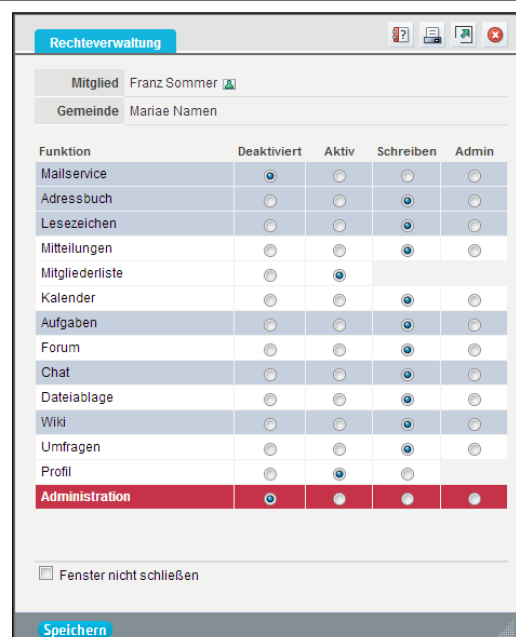 Rechteverwaltung
Mitglied Franz Sommer
Gemeinde Mariae Namen
Funktion Deaktiviert Aktiv Schreiben Admin
Mailservice
Adressbuch
Lesezeichen
Mitteilungen
Mitgliederliste
Kalender
Aufgaben
Forum
Chat
Dateiablage
Wiki
Umfragen
Profil
Administration
Fenster nicht schließen
Speichern